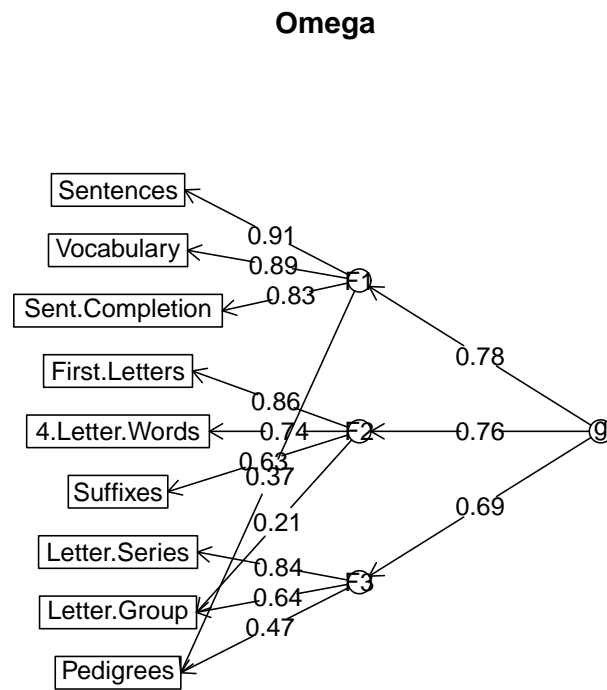 Omega
Sentences
0.91
Vocabulary
0.89
F1
0.83
Sent.Completion
0.78
First.Letters
0.86
4.Letter.Words
0.74
F2
0.76
g
0.63
0.37
Suffixes
0.21
0.69
Letter.Series
0.84
F3
0.64
Letter.Group
0.47
Pedigrees